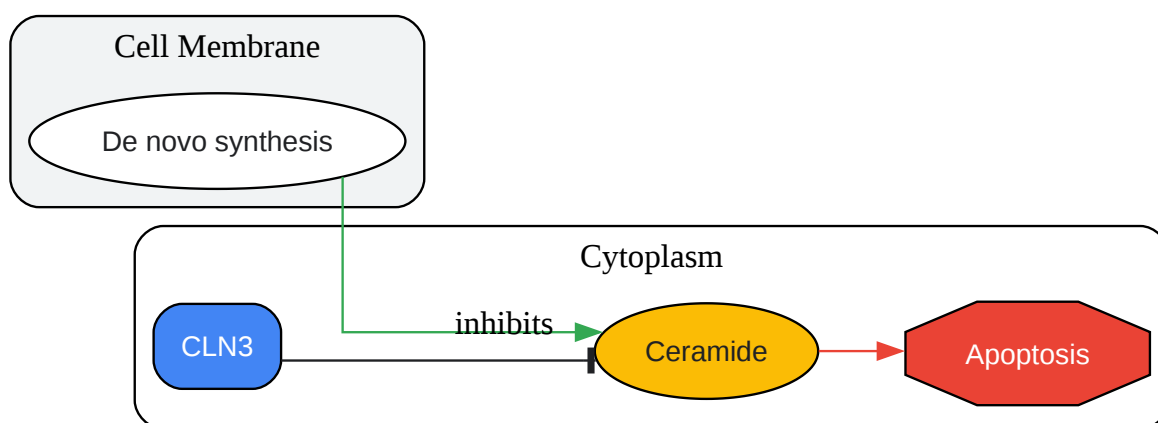 Cell Membrane
De novo synthesis
Cytoplasm
inhibits
CLN3
Ceramide
Apoptosis